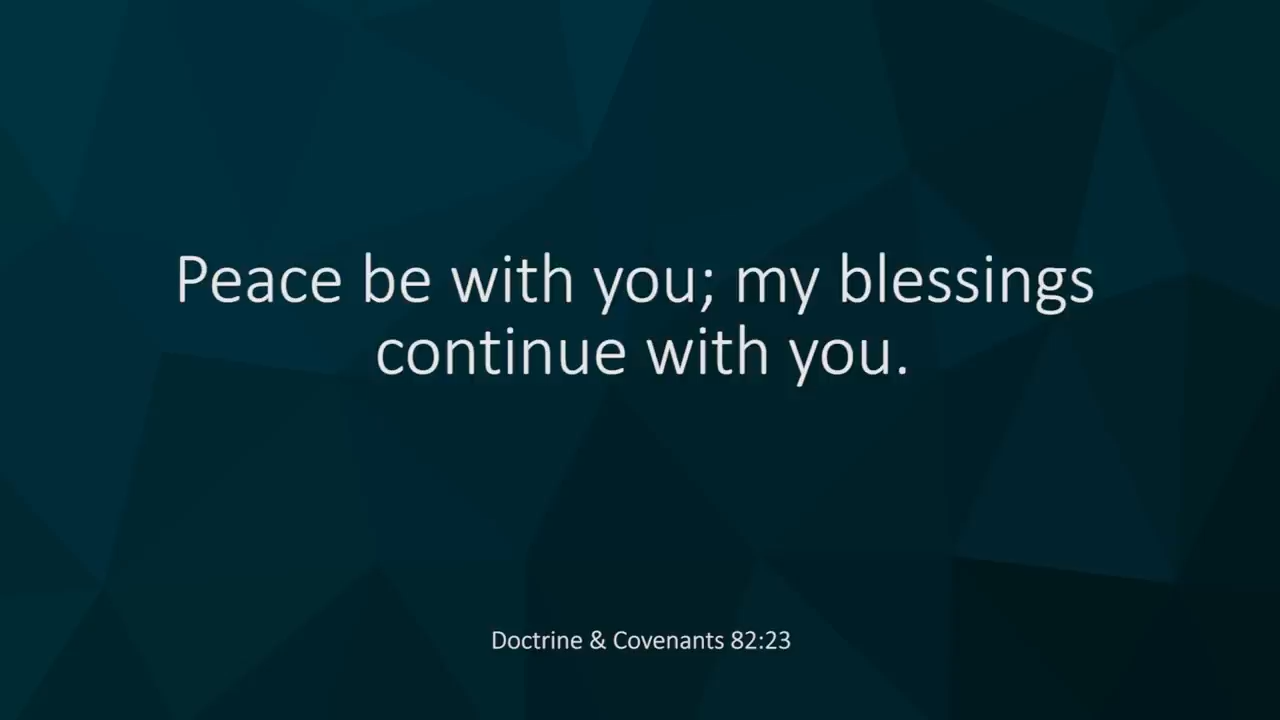 Peace be with you; my blessings
continue with you.
Doctrine & Covenants 82:23